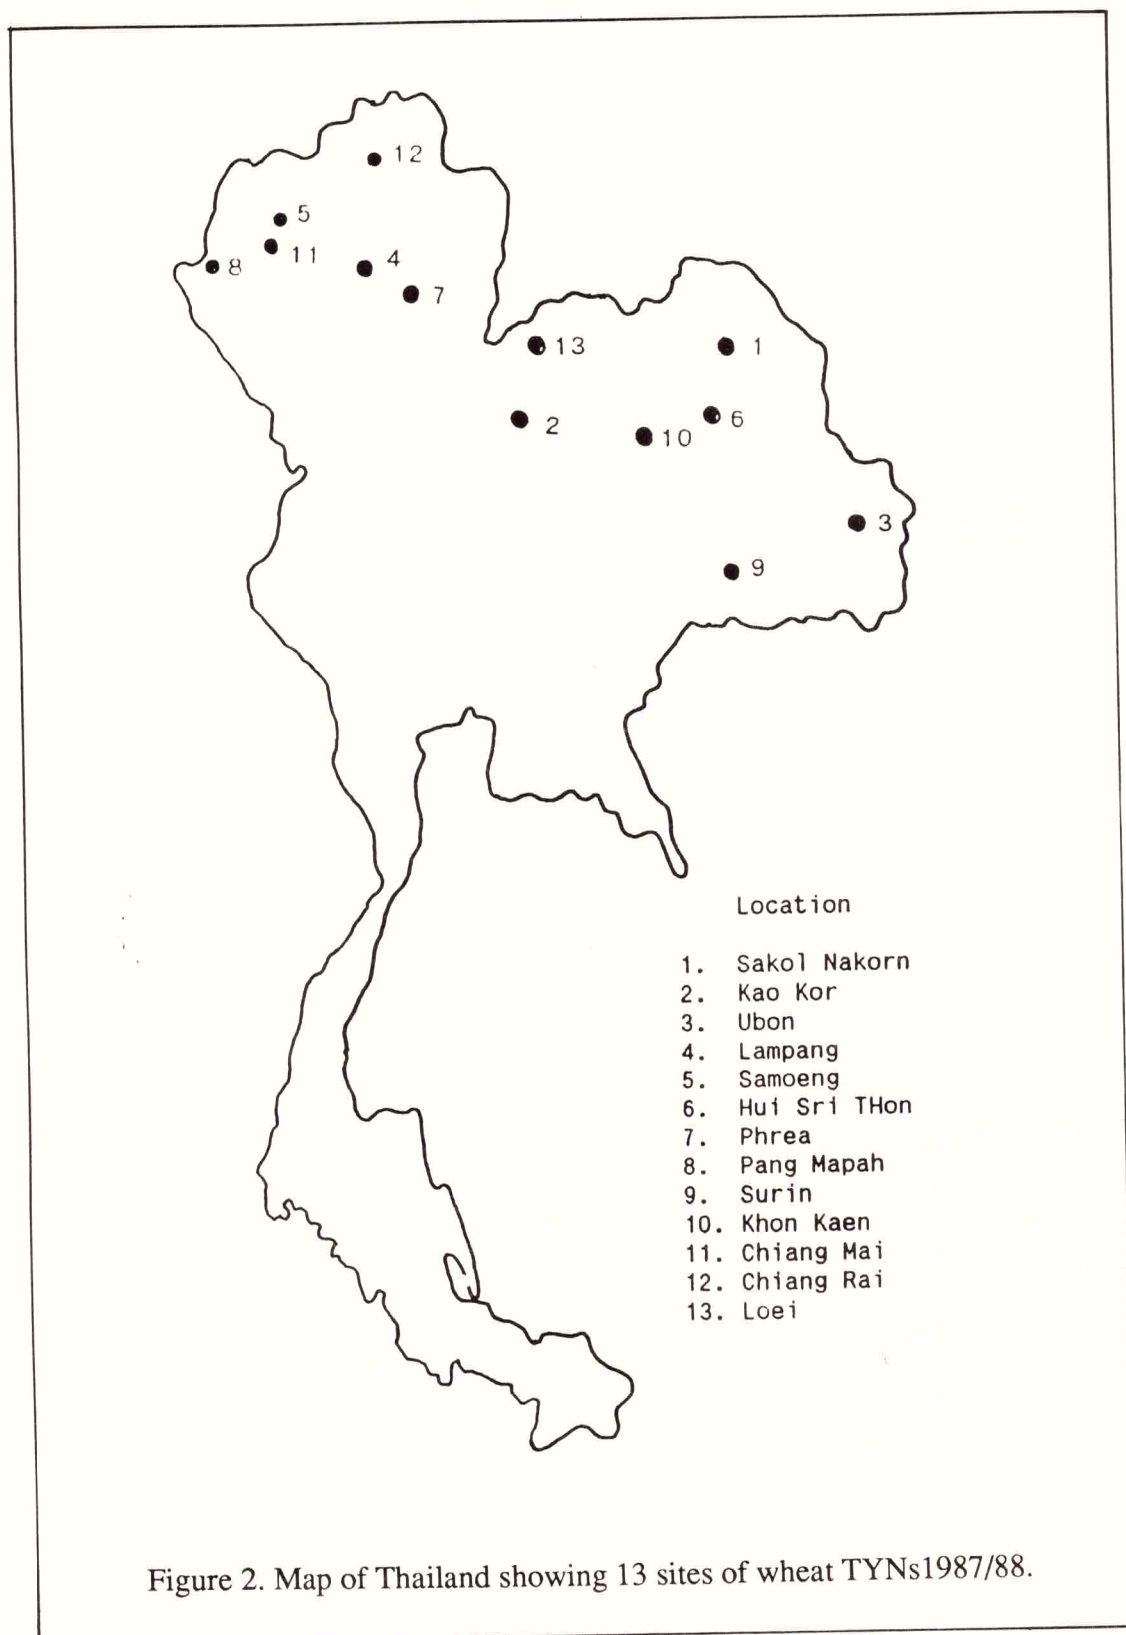 12
5
11
4
8
7
13
1
2
10
6
3
9
Location
1. Sakol Nakorn
2. Kao Kor
3. Ubon
4. Lampang
5. Samoeng
6. Hui Sri THon
7. Phrea
8. Pang Mapah
9. Surin
10. Khon Kaen
11. Chiang Mai
12. Chiang Rai
13. Loei
Figure 2. Map of Thailand showing 13 sites of wheat TYNs1987/88.